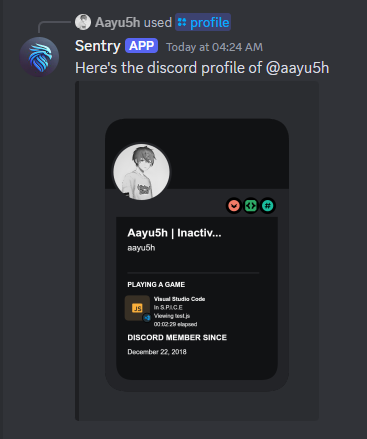 Aayu5h used profile
Sentry APP Today at 04:24 AM
Here's the discord profile of @aayu5h
#
Aayu5h | Inactiv...
aayu5h
PLAYING A GAME
JS
Visual Studio Code
In S.P.I.C.E
Viewing test.js
00:02:29 elapsed
DISCORD MEMBER SINCE
December 22, 2018